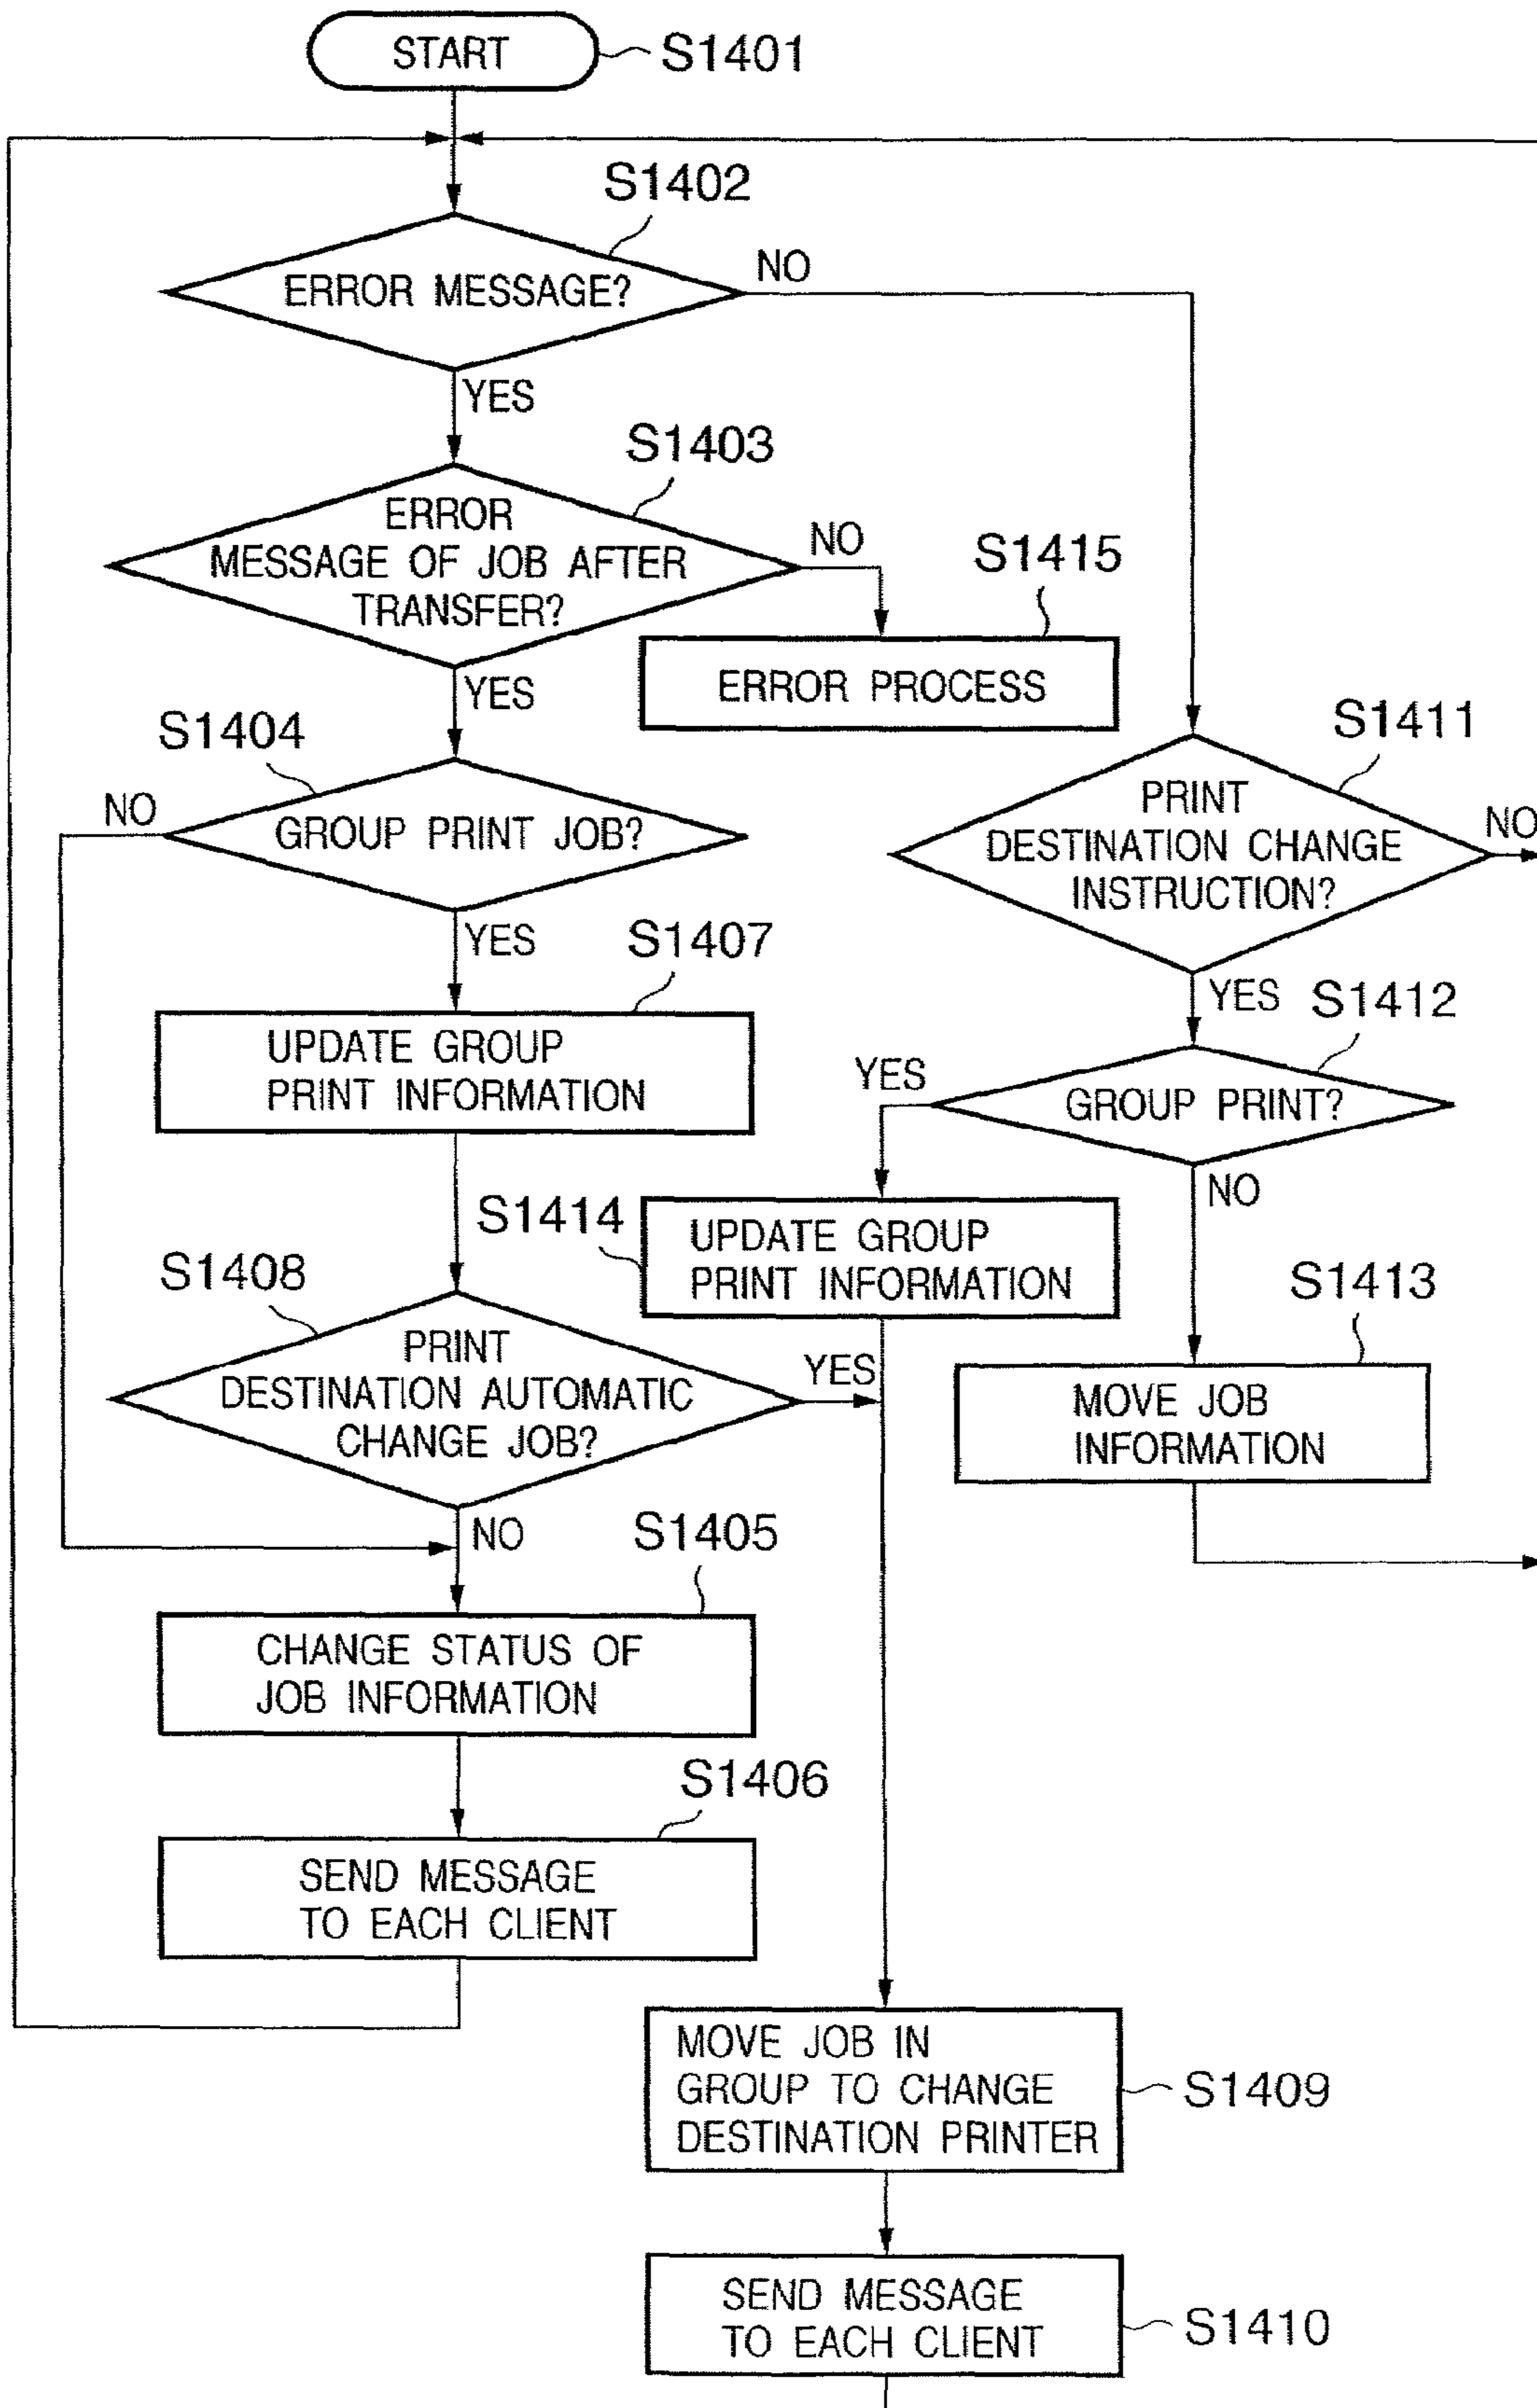 START
S1401
S1402
ERROR MESSAGE?
NO
YES
S1403
ERROR
MESSAGE OF JOB AFTER
TRANSFER?
NO
S1415
ERROR PROCESS
YES
S1404
NO
GROUP PRINT JOB?
S1411
PRINT
DESTINATION CHANGE
INSTRUCTION?
NO
YES
S1407
UPDATE GROUP
PRINT INFORMATION
YES
S1412
YES
GROUP PRINT?
NO
S1414
UPDATE GROUP
PRINT INFORMATION
S1408
PRINT
DESTINATION AUTOMATIC
CHANGE JOB?
YES
S1413
MOVE JOB
INFORMATION
NO
S1405
CHANGE STATUS OF
JOB INFORMATION
S1406
SEND MESSAGE
TO EACH CLIENT
MOVE JOB IN
GROUP TO CHANGE
DESTINATION PRINTER
S1409
SEND MESSAGE
TO EACH CLIENT
S1410